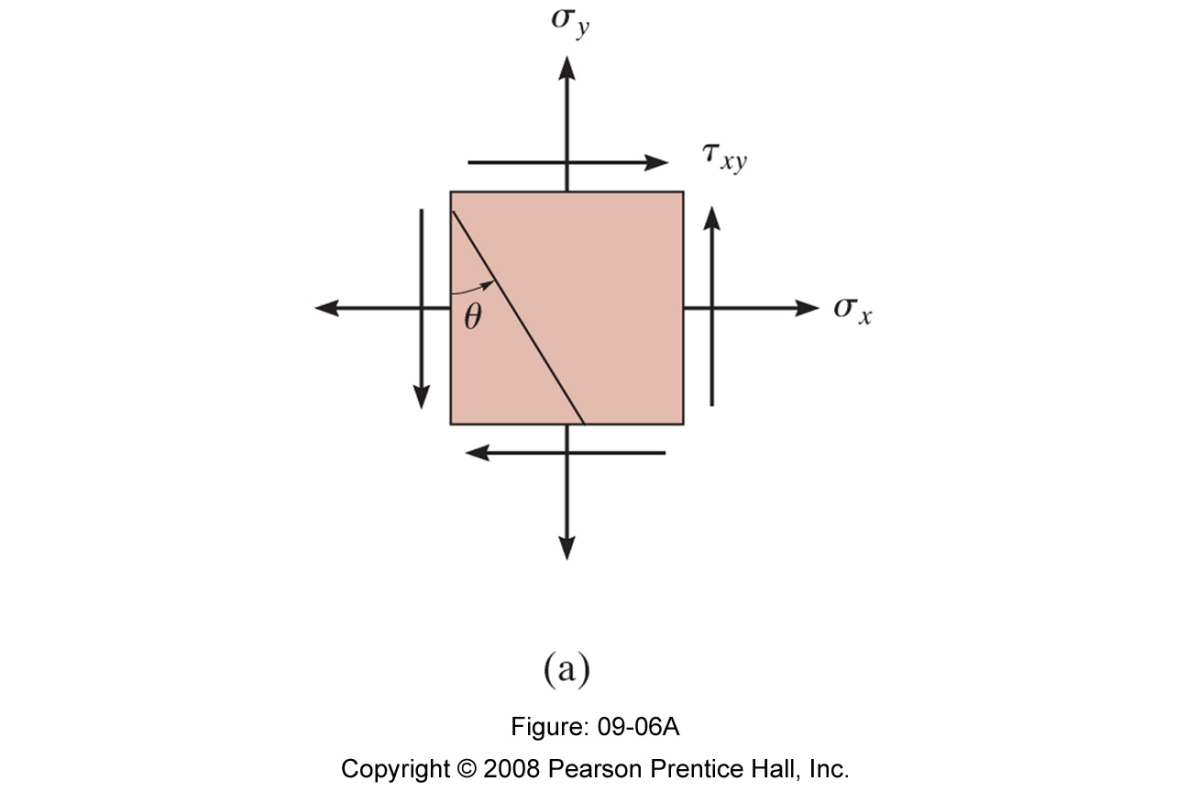 σy
τxy
θ
σx
(a)
Figure: 09-06A
Copyright © 2008 Pearson Prentice Hall, Inc.